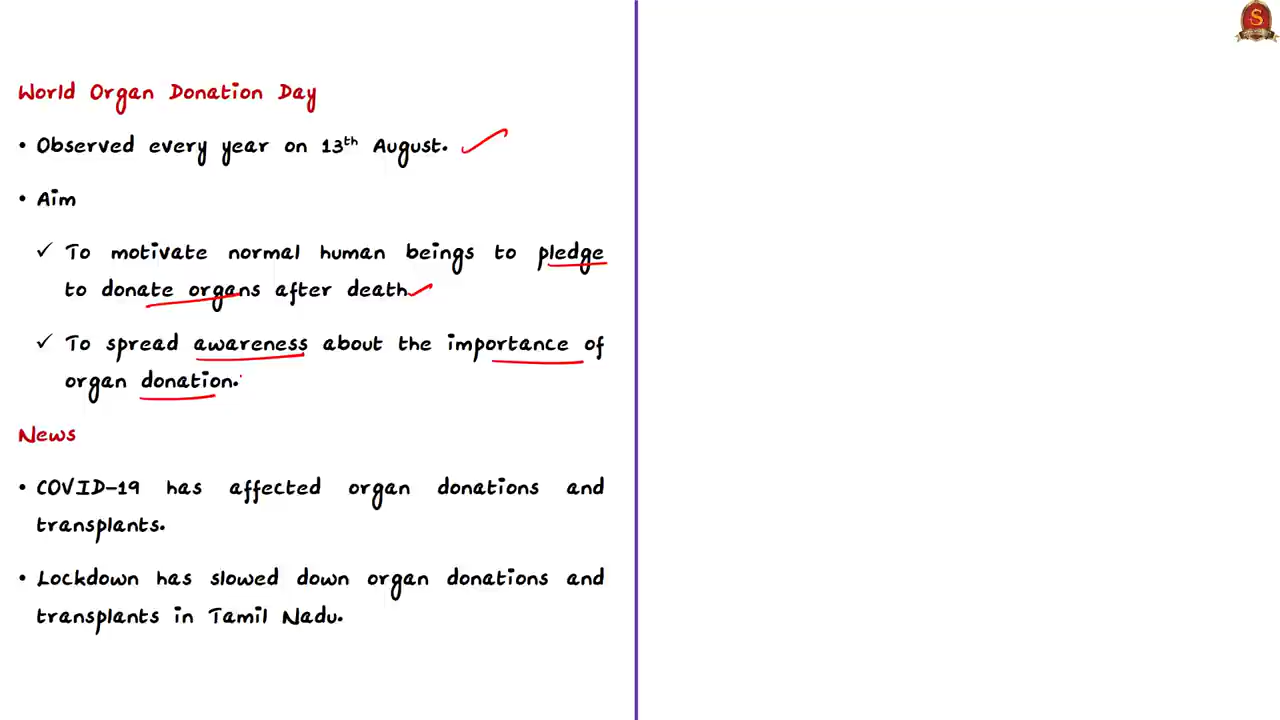 World Organ Donation Day
• Observed every year on 13th August.
• Aim
✓ To motivate normal human beings to pledge
to donate organs after death
✓ To spread awareness about the importance of
organ donation.
News
• COVID-19 has affected organ donations and
transplants.
• Lockdown has slowed down organ donations and
transplants in Tamil Nadu.
S